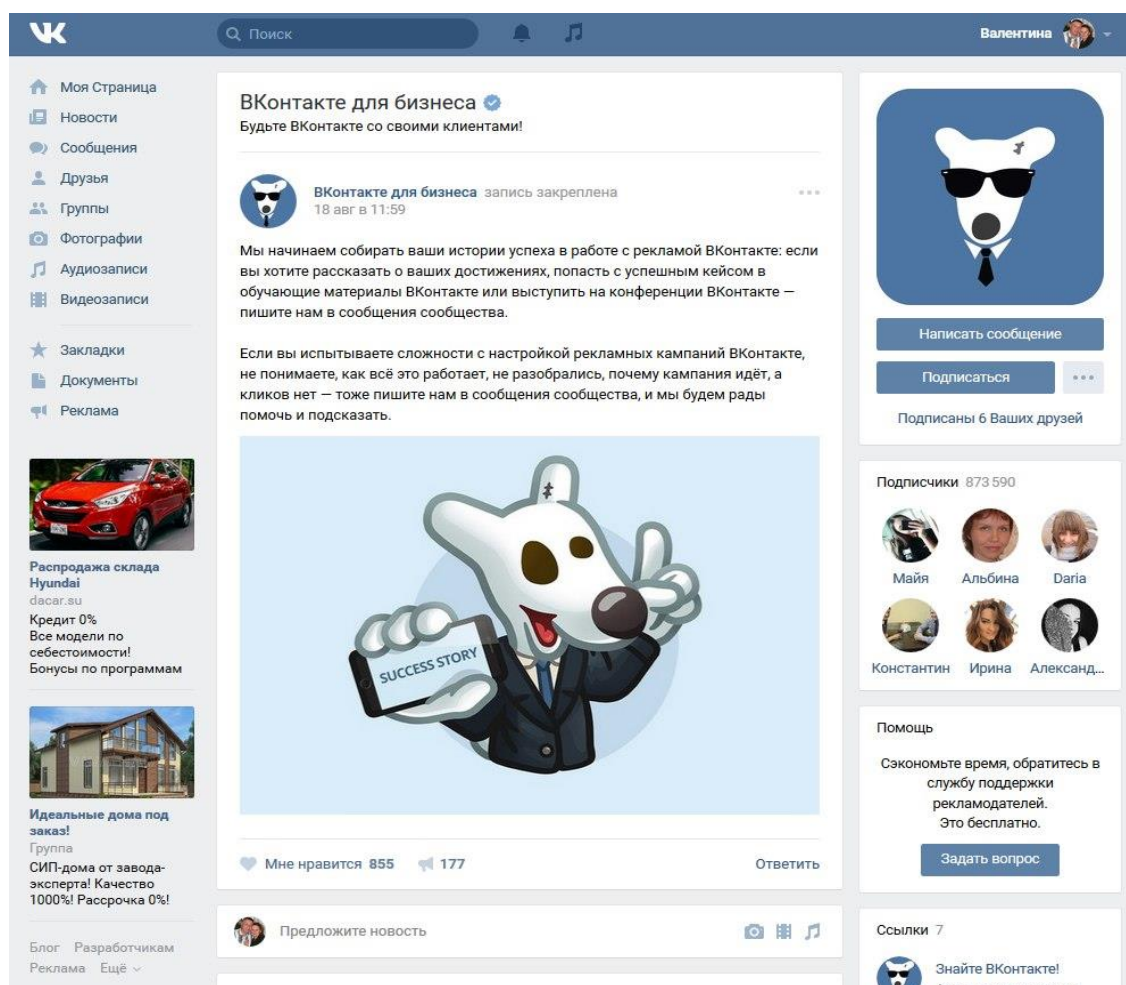 Поиск
Валентина
Моя Страница
Новости
Сообщения
Друзья
Группы
Фотографии
Аудиозаписи
Видеозаписи
Закладки
Документы
Реклама
Распродажа склада
Hyundai
dacar.su
Кредит 0%
Все модели по
себестоимости!
Бонусы по программам
Идеальные дома под
заказ!
Группа
СИП-дома от завода-
эксперта! Качество
1000%! Рассрочка 0%!
Блог Разработчикам
Реклама Ещё
ВКонтакте для бизнеса
Будьте ВКонтакте со своими клиентами!
ВКонтакте для бизнеса запись закреплена
18 авг в 11:59
Мы начинаем собирать ваши истории успеха в работе с рекламой ВКонтакте: если
вы хотите рассказать о ваших достижениях, попасть с успешным кейсом в
обучающие материалы ВКонтакте или выступить на конференции ВКонтакте —
пишите нам в сообщения сообщества.
Если вы испытываете сложности с настройкой рекламных кампаний ВКонтакте,
не понимаете, как всё это работает, не разобрались, почему кампания идёт, а
кликов нет — тоже пишите нам в сообщения сообщества, и мы будем рады
помочь и подсказать.
SUCCESS STORY
Мне нравится 855 177 Ответить
Предложите новость
Написать сообщение
Подписаться
Подписаны 6 Ваших друзей
Подписчики 873 590
Майя Альбина Daria
Константин Ирина Александ...
Помощь
Сэкономьте время, обратитесь в
службу поддержки
рекламодателей.
Это бесплатно.
Задать вопрос
Ссылки 7
Знайте ВКонтакте!